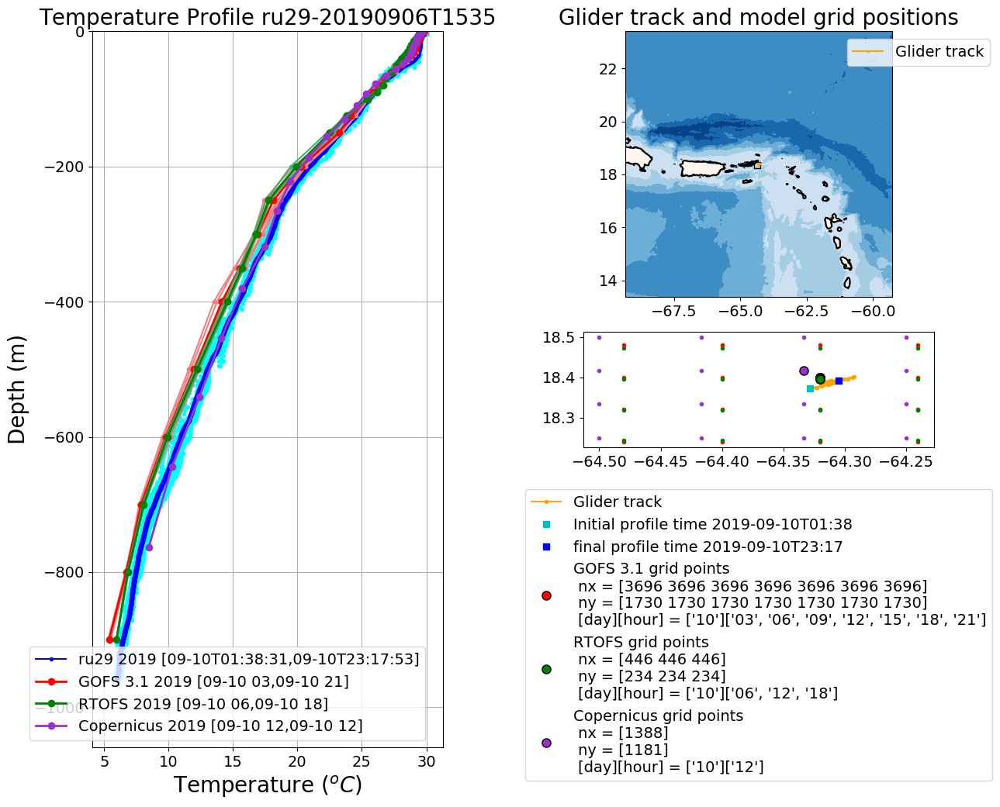 Temperature Profile ru29-20190906T1535
0
−200
−400
−600
−800
−1000
Depth (m)
5
10
15
20
25
30
Temperature (°C)
ru29 2019 [09-10T01:38:31,09-10T23:17:53]
GOFS 3.1 2019 [09-10 03,09-10 21]
RTOFS 2019 [09-10 06,09-10 18]
Copernicus 2019 [09-10 12,09-10 12]
Glider track and model grid positions
Glider track
22
20
18
16
14
−67.5
−65.0
−62.5
−60.0
18.5
18.4
18.3
−64.50
−64.45
−64.40
−64.35
−64.30
−64.25
Glider track
Initial profile time 2019-09-10T01:38
final profile time 2019-09-10T23:17
GOFS 3.1 grid points
nx = [3696 3696 3696 3696 3696 3696 3696]
ny = [1730 1730 1730 1730 1730 1730 1730]
[day][hour] = ['10']['03', '06', '09', '12', '15', '18', '21']
RTOFS grid points
nx = [446 446 446]
ny = [234 234 234]
[day][hour] = ['10']['06', '12', '18']
Copernicus grid points
nx = [1388]
ny = [1181]
[day][hour] = ['10']['12']